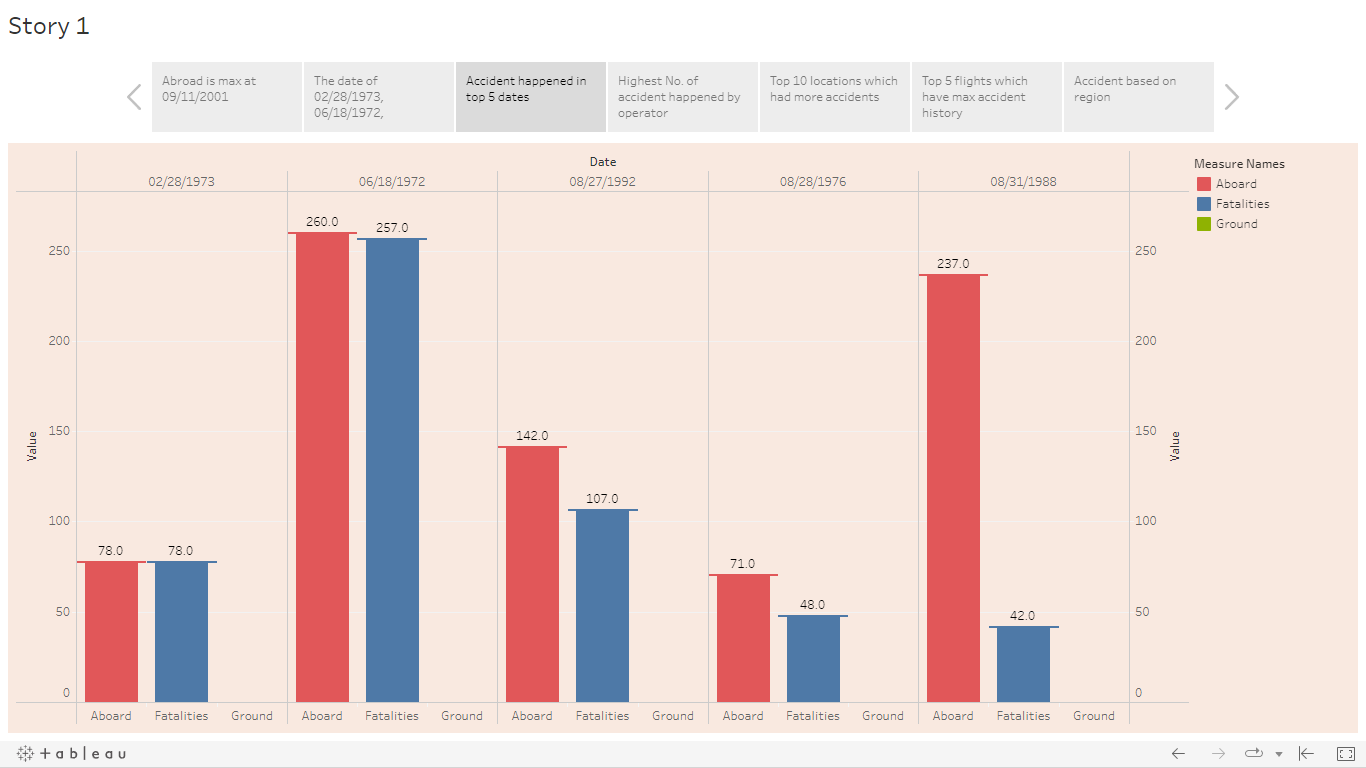 Story 1
Abroad is max at
09/11/2001
The date of
02/28/1973,
06/18/1972,
Accident happened in
top 5 dates
Highest No. of
accident happened by
operator
Top 10 locations which
had more accidents
Top 5 flights which
have max accident
history
Accident based on
region
Date
02/28/1973 06/18/1972 08/27/1992 08/28/1976 08/31/1988
Measure Names
Aboard
Fatalities
Ground
260.0 257.0
250 250
237.0
200 200
150 150
Value Value
142.0 107.0
100 100
78.0 78.0
71.0 48.0
50 50
42.0
0 0
Aboard Fatalities Ground Aboard Fatalities Ground Aboard Fatalities Ground Aboard Fatalities Ground Aboard Fatalities Ground
+ a b | e a u